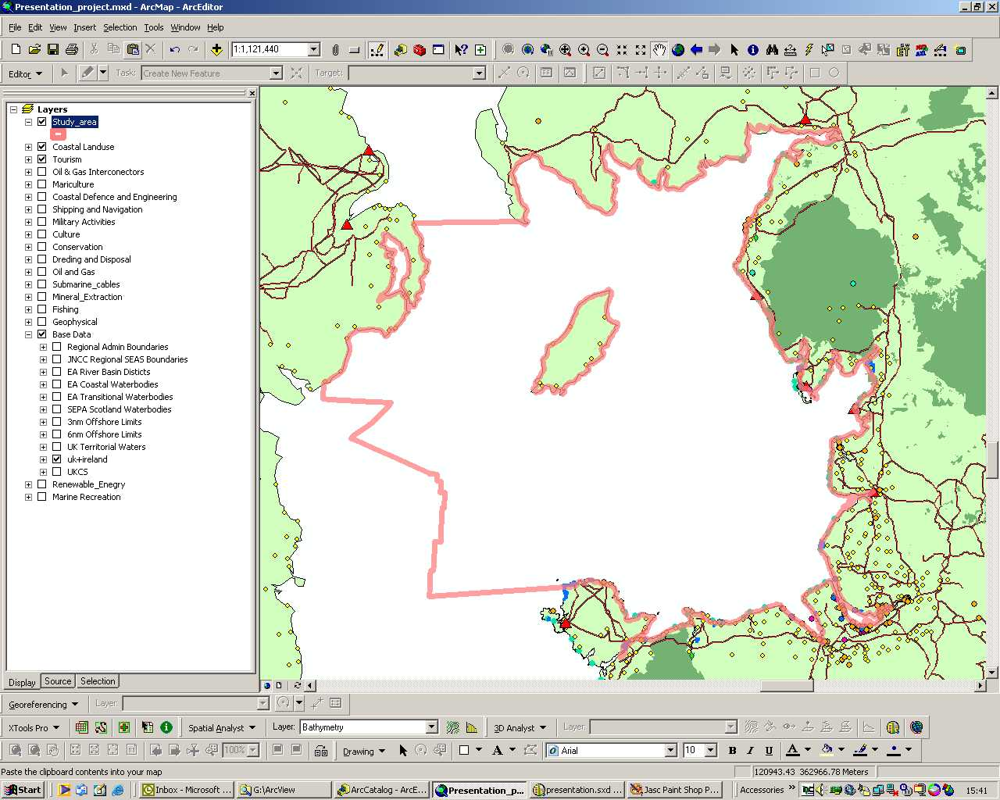 Presentation_project.mxd - ArcMap - ArcEditor
File Edit View Insert Selection Tools Window Help
1:1,121,440
Editor Task: Create New Feature Target:
Layers
Study_area
Coastal Landuse
Tourism
Oil & Gas Interconectors
Mariculture
Coastal Defence and Engineering
Shipping and Navigation
Military Activities
Culture
Conservation
Dreding and Disposal
Oil and Gas
Submarine_cables
Mineral_Extraction
Fishing
Geophysical
Base Data
Regional Admin Boundaries
JNCC Regional SEAS Boundaries
EA River Basin Disticts
EA Coastal Waterbodies
EA Transitional Waterbodies
SEPA Scotland Waterbodies
3nm Offshore Limits
6nm Offshore Limits
UK Territorial Waters
uk+ireland
UKCS
Renewable_Enegry
Marine Recreation
Display Source Selection
Georeferencing Layer:
XTools Pro Spatial Analyst Layer: Bathymetry 3D Analyst Layer:
100% Drawing A Arial 10 B I U A
Paste the clipboard contents into your map 120943.43 362966.78 Meters
Start Inbox - Microsoft ... G:\ArcView ArcCatalog - ArcE... Presentation_p... presentation.sxd - ... Jasc Paint Shop P... Accessories » 15:41